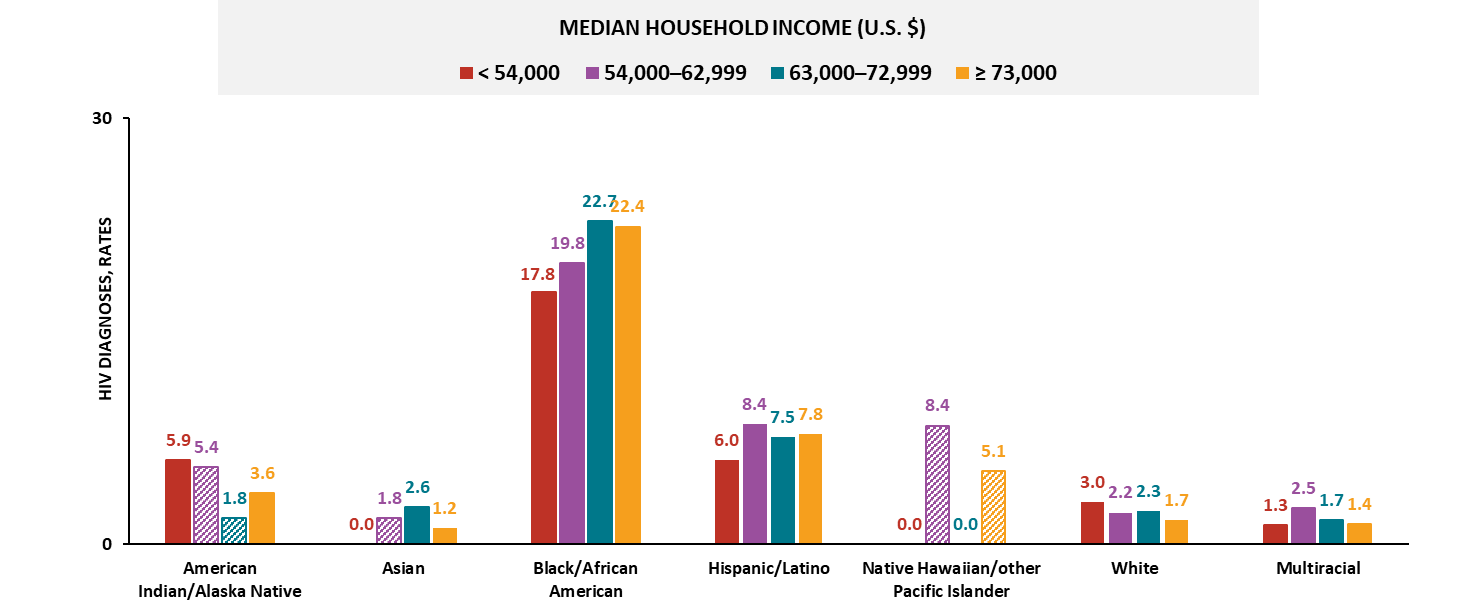 MEDIAN HOUSEHOLD INCOME (U.S. $)
< 54,000 54,000–62,999 63,000–72,999 ≥ 73,000
HIV DIAGNOSES, RATES
30
0
5.9 5.4 1.8 3.6
0.0 1.8 2.6 1.2
17.8 19.8 22.7 22.4
6.0 8.4 7.5 7.8
0.0 8.4 0.0 5.1
3.0 2.2 2.3 1.7
1.3 2.5 1.7 1.4
American
Indian/Alaska Native
Asian
Black/African
American
Hispanic/Latino
Native Hawaiian/other
Pacific Islander
White
Multiracial